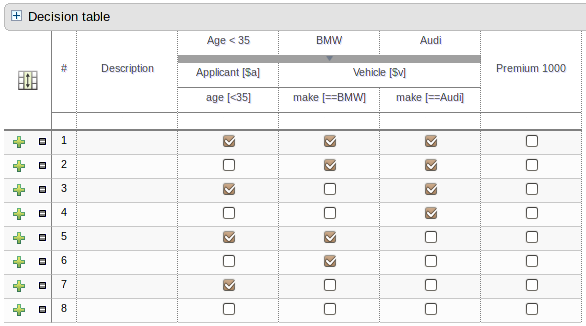 Decision table
Age < 35 BMW Audi
# Description Applicant [$a] Vehicle [$v] Premium 1000
age [<35] make [==BMW] make [==Audi]
1
2
3
4
5
6
7
8